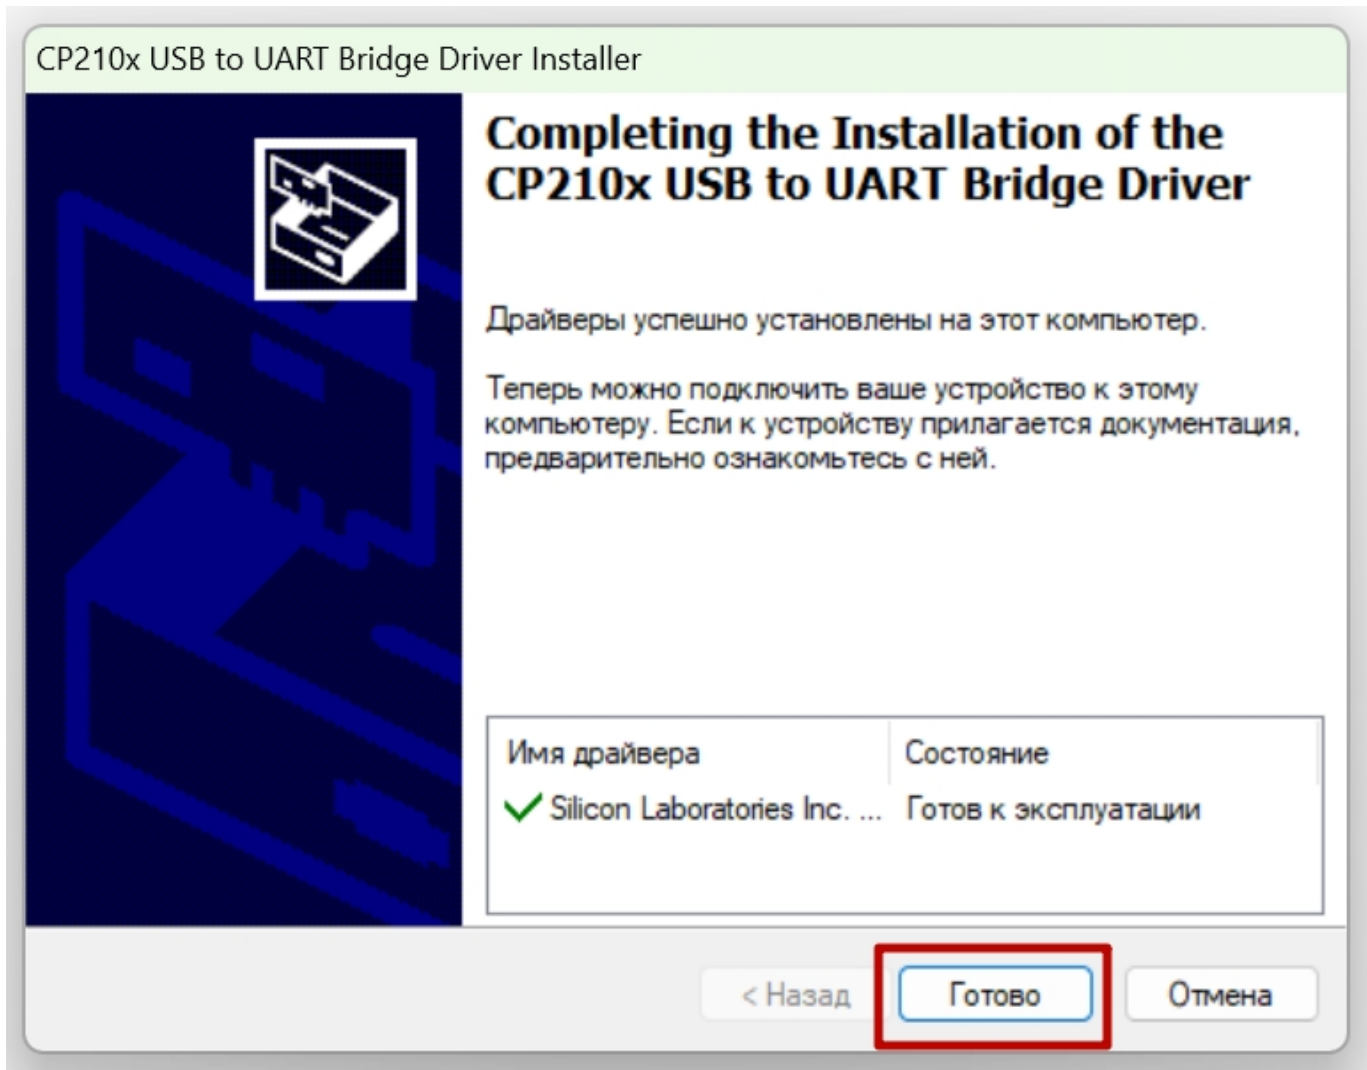 CP210x USB to UART Bridge Driver Installer
Completing the Installation of the
CP210x USB to UART Bridge Driver
Драйверы успешно установлены на этот компьютер.
Теперь можно подключить ваше устройство к этому
компьютеру. Если к устройству прилагается документация,
предварительно ознакомьтесь с ней.
Имя драйвера Состояние
Silicon Laboratories Inc. ... Готов к эксплуатации
< Назад Готово Отмена